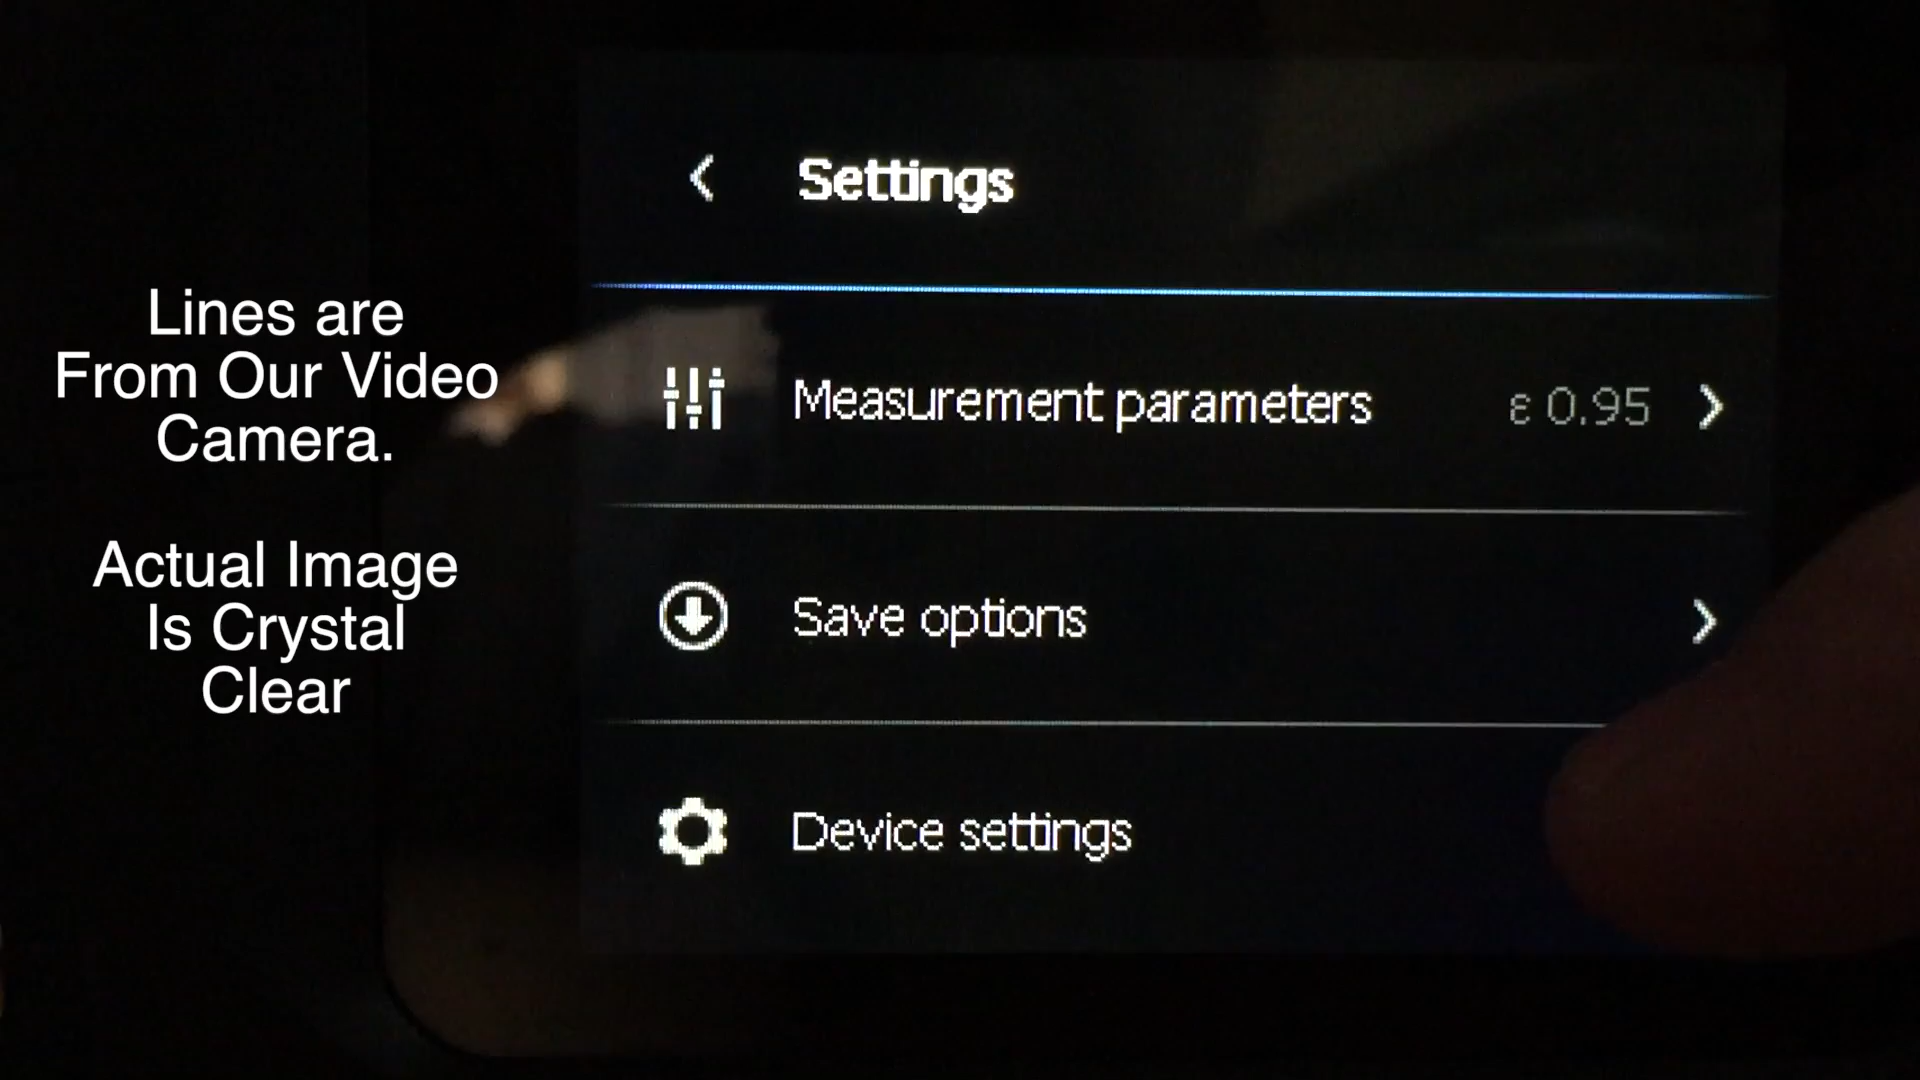 Settings
Lines are
From Our Video
Camera.
Actual Image
Is Crystal
Clear
Measurement parameters ε 0.95
Save options
Device settings